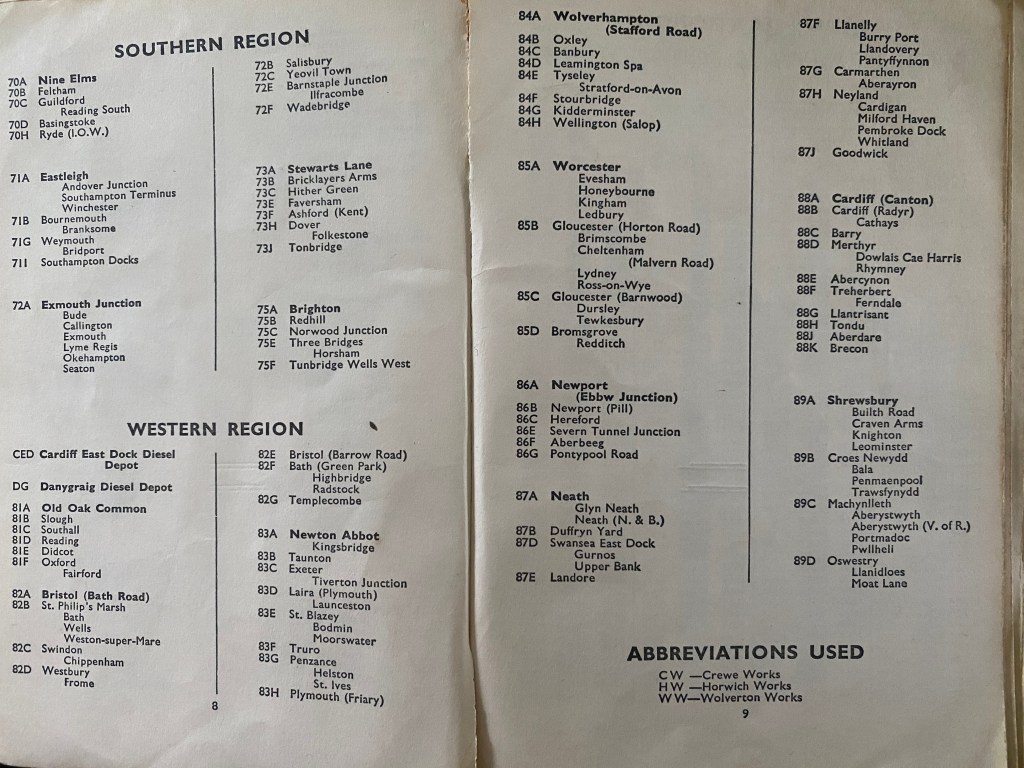 SOUTHERN REGION
70A Nine Elms
70B Feltham
70C Guildford
Reading South
70D Basingstoke
70H Ryde (I.O.W.)
71A Eastleigh
Andover Junction
Southampton Terminus
Winchester
71B Bournemouth
Branksome
71G Weymouth
Bridport
71I Southampton Docks
72A Exmouth Junction
Bude
Callington
Exmouth
Lyme Regis
Okehampton
Seaton
72B Salisbury
72C Yeovil Town
72E Barnstaple Junction
Ilfracombe
72F Wadebridge
73A Stewarts Lane
73B Bricklayers Arms
73C Hither Green
73E Faversham
73F Ashford (Kent)
73H Dover
Folkestone
73J Tonbridge
75A Brighton
75B Redhill
75C Norwood Junction
75E Three Bridges
Horsham
75F Tunbridge Wells West
WESTERN REGION
CED Cardiff East Dock Diesel
Depot
DG Danygraig Diesel Depot
81A Old Oak Common
81B Slough
81C Southall
81D Reading
81E Didcot
81F Oxford
Fairford
82A Bristol (Bath Road)
82B St. Philip's Marsh
Bath
Wells
Weston-super-Mare
82C Swindon
Chippenham
82D Westbury
Frome
82E Bristol (Barrow Road)
82F Bath (Green Park)
Highbridge
Radstock
82G Templecombe
83A Newton Abbot
Kingsbridge
83B Taunton
83C Exeter
Tiverton Junction
83D Laira (Plymouth)
Launceston
83E St. Blazey
Bodmin
Moorswater
83F Truro
83G Penzance
Helston
St. Ives
83H Plymouth (Friary)
8
84A Wolverhampton
(Stafford Road)
84B Oxley
84C Banbury
84D Leamington Spa
84E Tyseley
Stratford-on-Avon
84F Stourbridge
84G Kidderminster
84H Wellington (Salop)
85A Worcester
Evesham
Honeybourne
Kingham
Ledbury
85B Gloucester (Horton Road)
Brimscombe
Cheltenham
(Malvern Road)
Lydney
Ross-on-Wye
85C Gloucester (Barnwood)
Dursley
Tewkesbury
85D Bromsgrove
Redditch
86A Newport
(Ebbw Junction)
86B Newport (Pill)
86C Hereford
86E Severn Tunnel Junction
86F Aberbeeg
86G Pontypool Road
87A Neath
Glyn Neath
Neath (N. & B.)
87B Duffryn Yard
87D Swansea East Dock
Gurnos
Upper Bank
87E Landore
87F Llanelly
Burry Port
Llandovery
Pantyffynnon
87G Carmarthen
Aberayron
87H Neyland
Cardigan
Milford Haven
Pembroke Dock
Whitland
87J Goodwick
88A Cardiff (Canton)
88B Cardiff (Radyr)
Cathays
88C Barry
88D Merthyr
Dowlais Cae Harris
Rhymney
88E Abercynon
88F Treherbert
Ferndale
88G Llantrisant
88H Tondu
88J Aberdare
88K Brecon
89A Shrewsbury
Builth Road
Craven Arms
Knighton
Leominster
89B Croes Newydd
Bala
Penmaenpool
Trawsfynydd
89C Machynlleth
Aberystwyth
Aberystwyth (V. of R.)
Portmadoc
Pwllheli
89D Oswestry
Llanidloes
Moat Lane
ABBREVIATIONS USED
CW —Crewe Works
HW —Horwich Works
WW—Wolverton Works
9